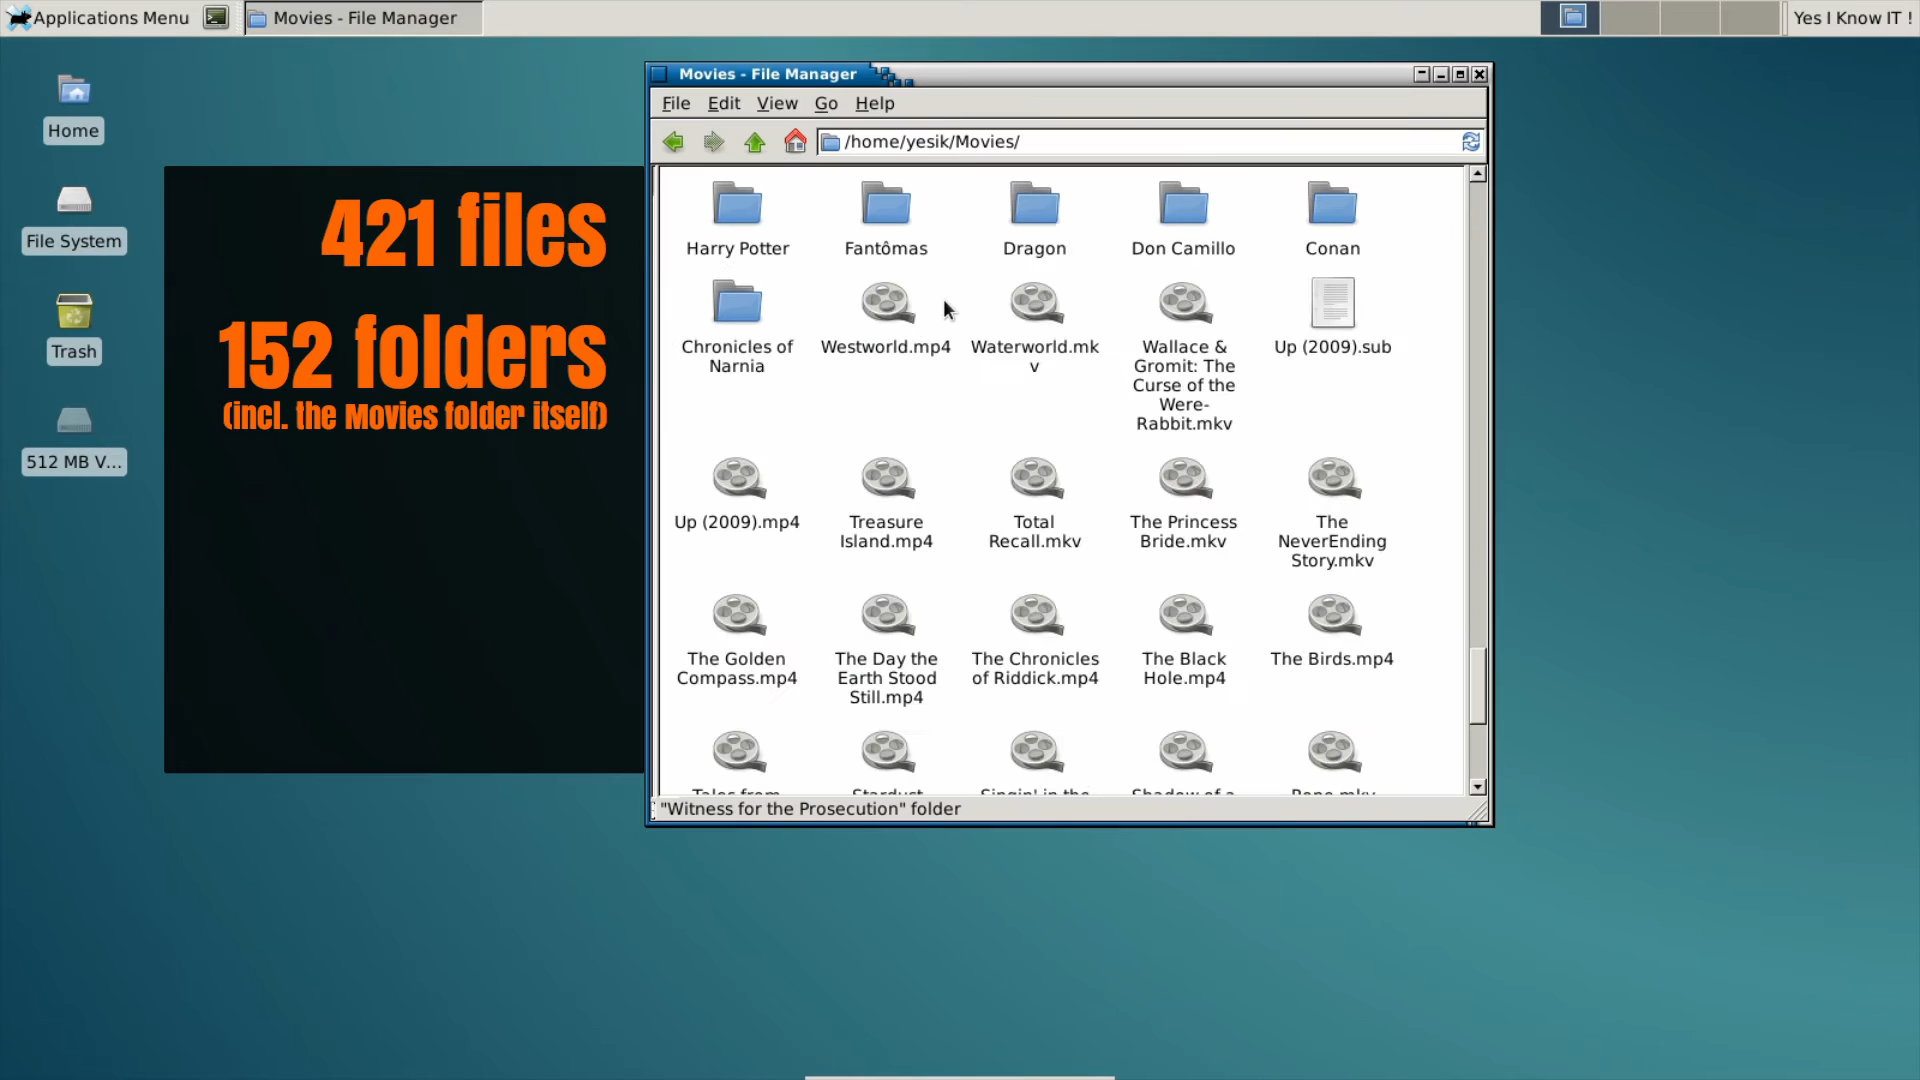 Applications Menu
Movies - File Manager
Yes I Know IT !
Home
File System
Trash
512 MB V...
421 files
152 folders
(incl. the Movies folder itself)
Movies - File Manager
File Edit View Go Help
/home/yesik/Movies/
Harry Potter
Fantômas
Dragon
Don Camillo
Conan
Chronicles of
Narnia
Westworld.mp4
Waterworld.mk
v
Wallace &
Gromit: The
Curse of the
Were-
Rabbit.mkv
Up (2009).sub
Up (2009).mp4
Treasure
Island.mp4
Total
Recall.mkv
The Princess
Bride.mkv
The
NeverEnding
Story.mkv
The Golden
Compass.mp4
The Day the
Earth Stood
Still.mp4
The Chronicles
of Riddick.mp4
The Black
Hole.mp4
The Birds.mp4
Tales from
Stardust
Singin' in the
Shadow of a
Rope.mkv
"Witness for the Prosecution" folder